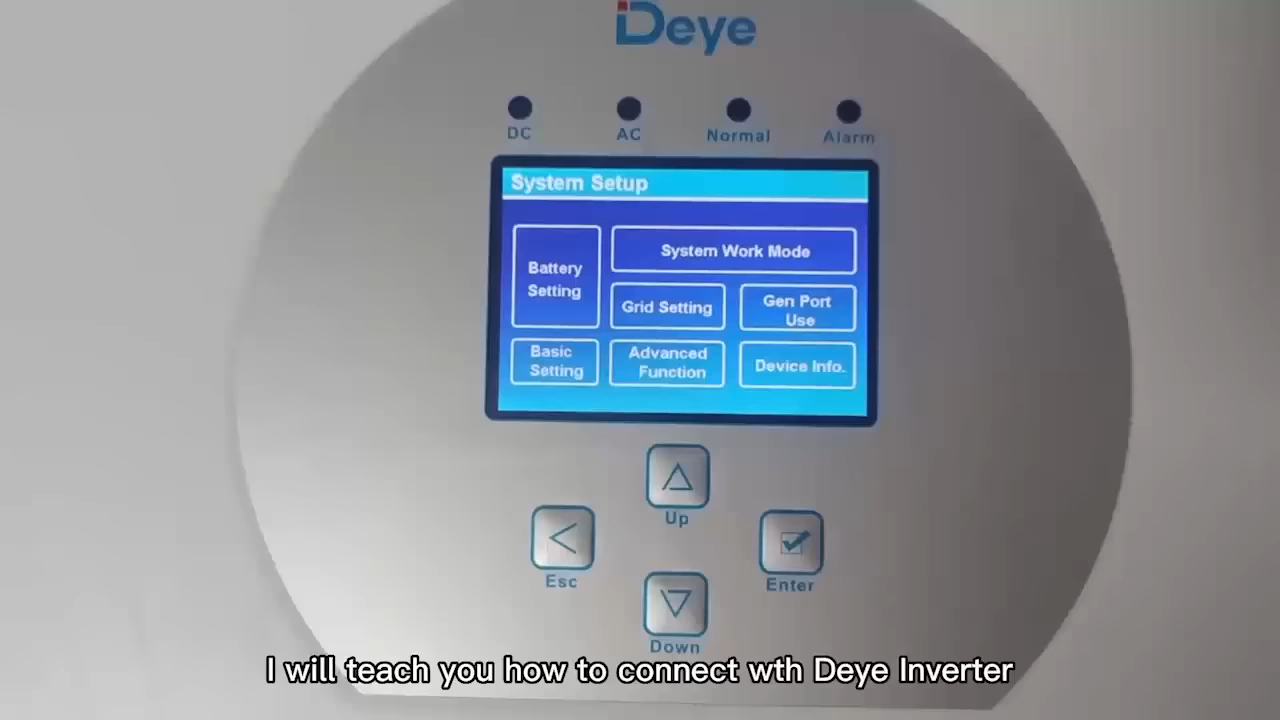 Deye
DC AC Normal Alarm
System Setup
Battery
Setting
System Work Mode
Grid Setting
Gen Port
Use
Basic
Setting
Advanced
Function
Device Info.
Up
Esc
Enter
Down
I will teach you how to connect wth Deye Inverter